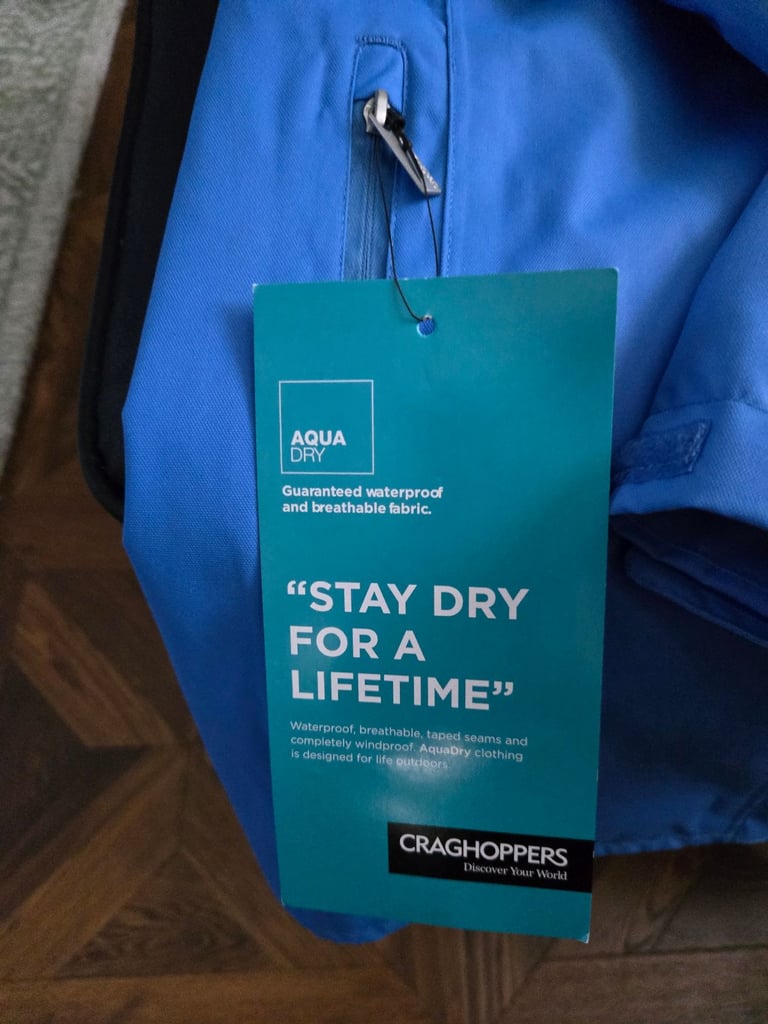 AQUA
DRY
Guaranteed waterproof
and breathable fabric.
“STAY DRY
FOR A
LIFETIME”
Waterproof, breathable, taped seams and
completely windproof. AquaDry clothing
is designed for life outdoors.
CRAGHOPPERS
Discover Your World